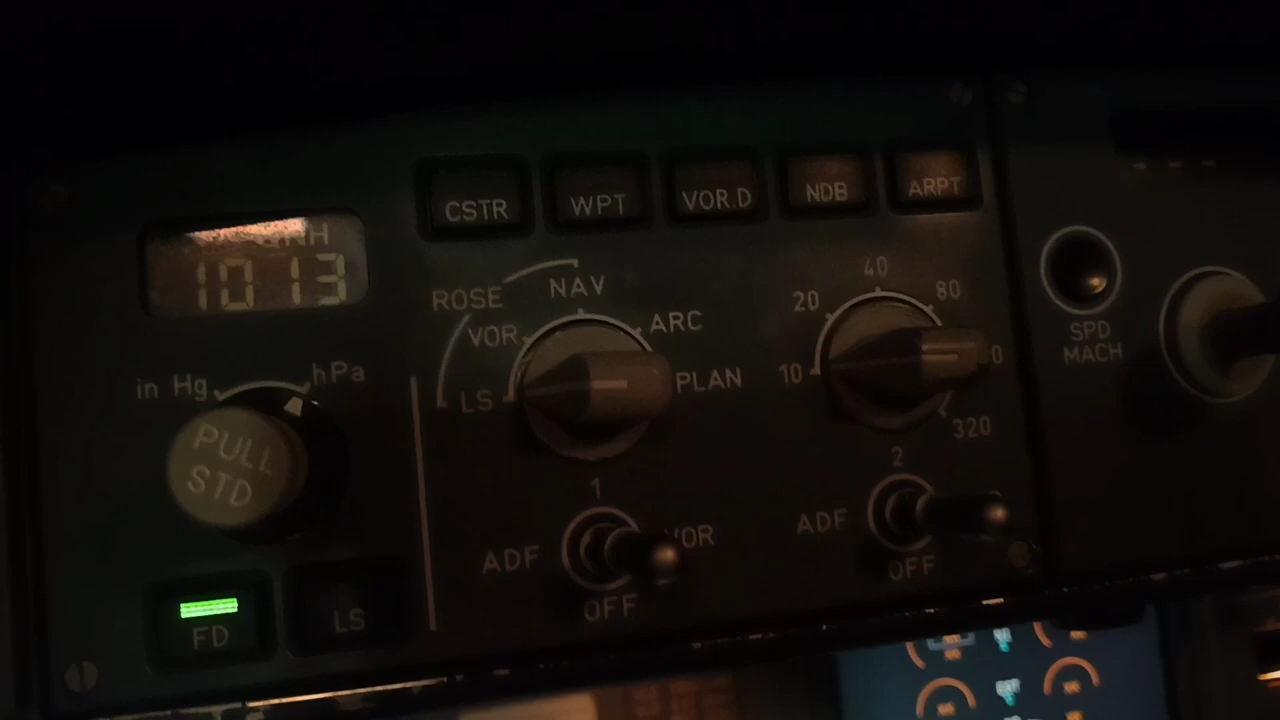 CSTR WPT VOR.D NDB ARPT
QNH
1013
ROSE NAV
VOR ARC
LS PLAN
in Hg hPa
PULL
STD
40
20 80
10
320
SPD
MACH
1
ADF VOR
OFF
2
ADF
OFF
FD
LS